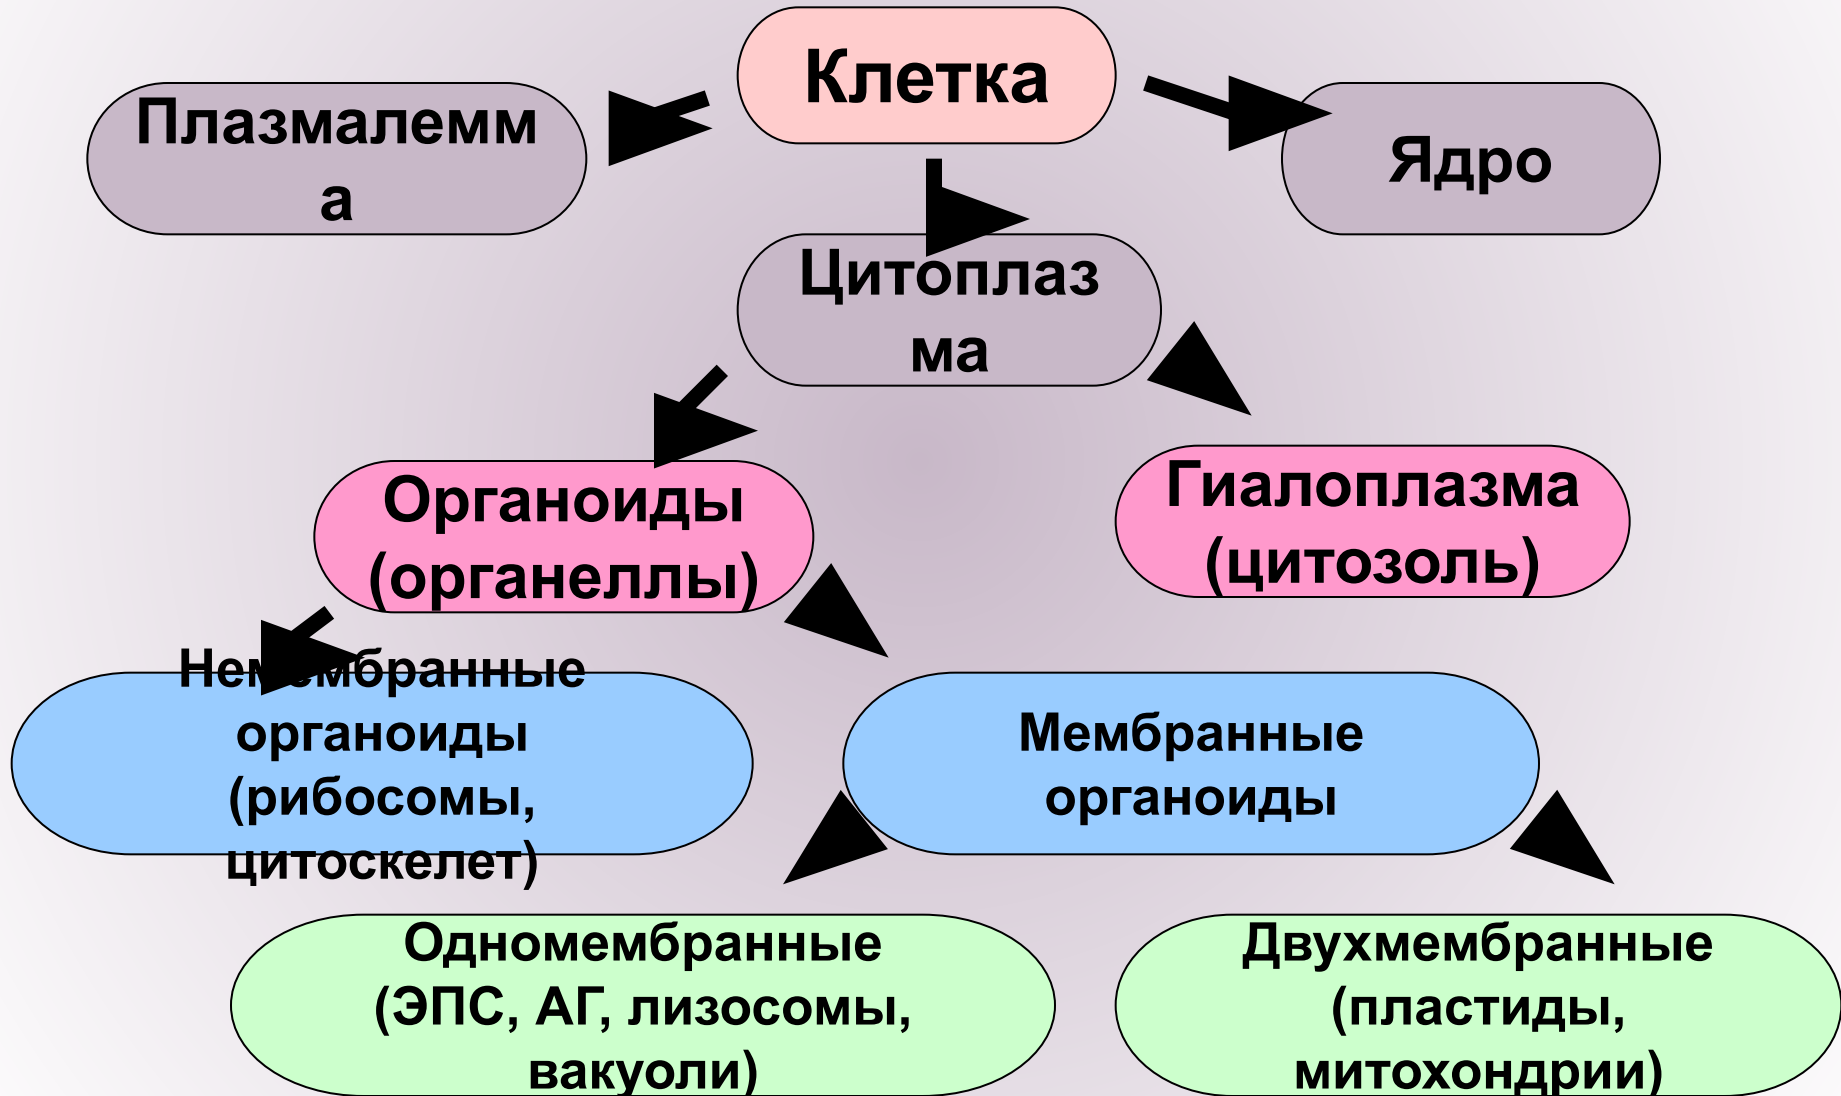 Клетка
Плазмалемм
а
Ядро
Цитоплаз
ма
Органоиды
(органеллы)
Гиалоплазма
(цитозоль)
Немембранные
органоиды
(рибосомы,
цитоскелет)
Мембранные
органоиды
Одномембранные
(ЭПС, АГ, лизосомы,
вакуоли)
Двухмембранные
(пластиды,
митохондрии)